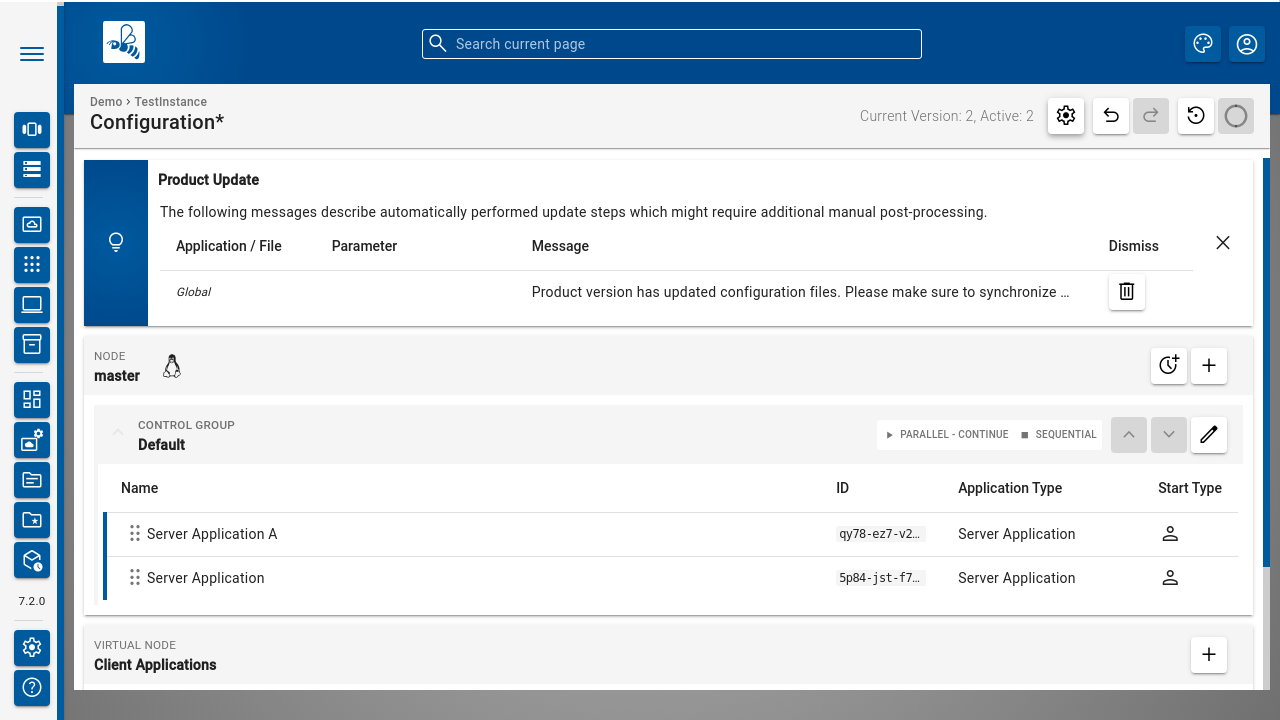 Search current page
Demo › TestInstance
Configuration*
Current Version: 2, Active: 2
Product Update
The following messages describe automatically performed update steps which might require additional manual post-processing.
Application / File Parameter Message Dismiss
Global Product version has updated configuration files. Please make sure to synchronize …
NODE
master
CONTROL GROUP
Default
PARALLEL - CONTINUE SEQUENTIAL
Name ID Application Type Start Type
Server Application A qy78-ez7-v2… Server Application
Server Application 5p84-jst-f7… Server Application
7.2.0
VIRTUAL NODE
Client Applications